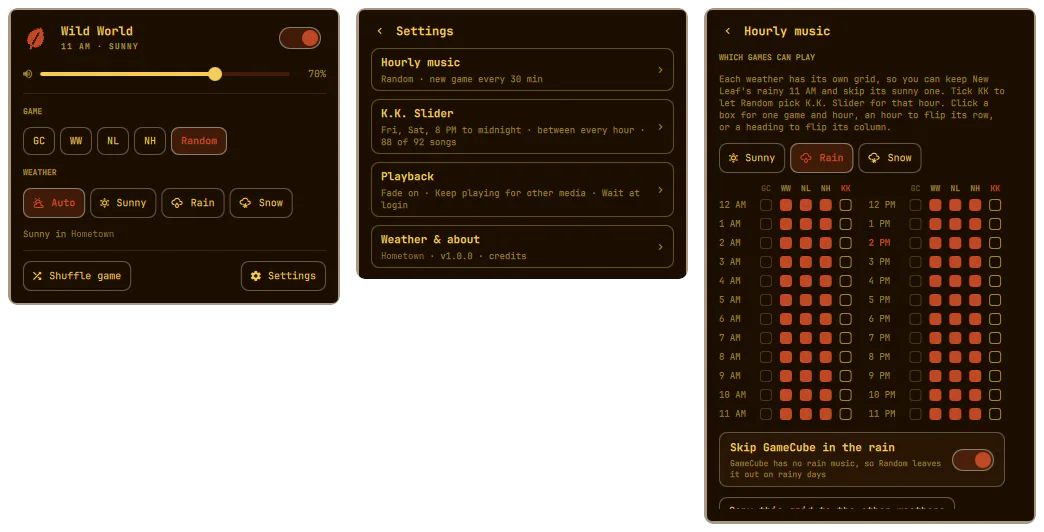 Wild World
11 AM · SUNNY
70%
GAME
GC WW NL NH Random
WEATHER
Auto Sunny Rain Snow
Sunny in Hometown
Shuffle game Settings
‹ Settings
Hourly music
Random · new game every 30 min
K.K. Slider
Fri, Sat, 8 PM to midnight · between every hour ·
88 of 92 songs
Playback
Fade on · Keep playing for other media · Wait at
login
Weather & about
Hometown · v1.0.0 · credits
‹ Hourly music
WHICH GAMES CAN PLAY
Each weather has its own grid, so you can keep New
Leaf's rainy 11 AM and skip its sunny one. Tick KK to
let Random pick K.K. Slider for that hour. Click a
box for one game and hour, an hour to flip its row,
or a heading to flip its column.
Sunny Rain Snow
GC WW NL NH KK GC WW NL NH KK
12 AM 12 PM
1 AM 1 PM
2 AM 2 PM
3 AM 3 PM
4 AM 4 PM
5 AM 5 PM
6 AM 6 PM
7 AM 7 PM
8 AM 8 PM
9 AM 9 PM
10 AM 10 PM
11 AM 11 PM
Skip GameCube in the rain
GameCube has no rain music, so Random leaves
it out on rainy days